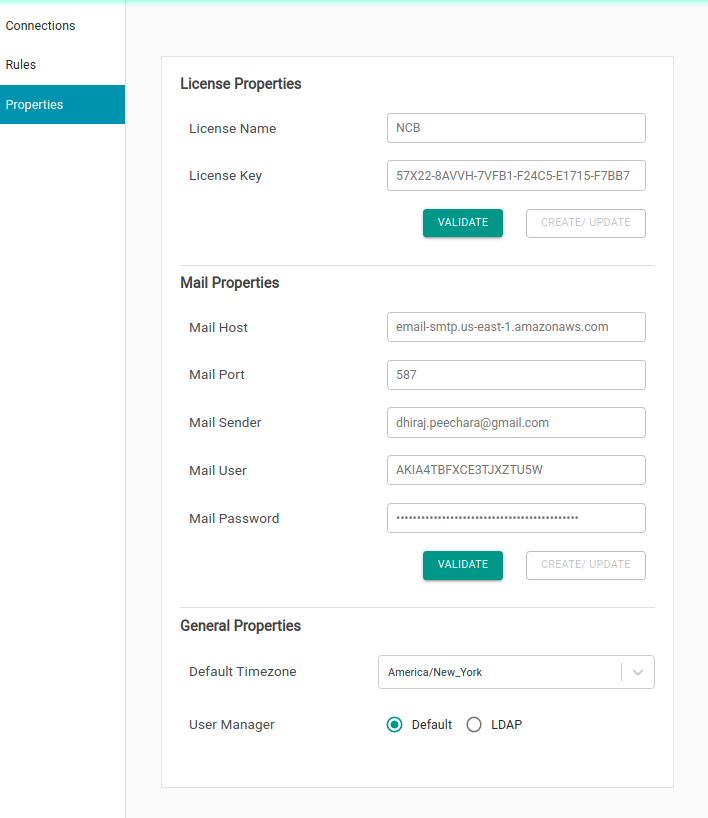 Connections
Rules
Properties
License Properties
License Name
NCB
License Key
57X22-8AVVH-7VFB1-F24C5-E1715-F7BB7
VALIDATE
CREATE/ UPDATE
Mail Properties
Mail Host
email-smtp.us-east-1.amazonaws.com
Mail Port
587
Mail Sender
dhiraj.peechara@gmail.com
Mail User
AKIA4TBFXCE3TJXZTU5W
Mail Password
VALIDATE
CREATE/ UPDATE
General Properties
Default Timezone
America/New_York
User Manager
Default
LDAP